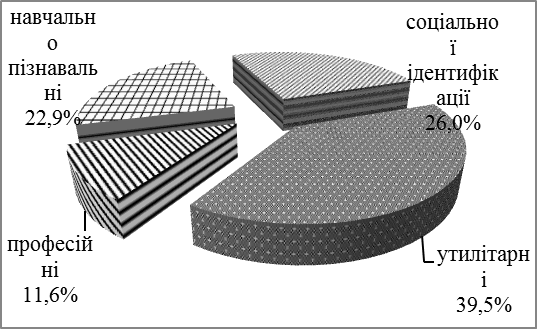 навчальн
о
пізнаваль
ні
22,9%
соціально
ї
ідентифік
ації
26,0%
професій
ні
11,6%
утилітарн
і
39,5%